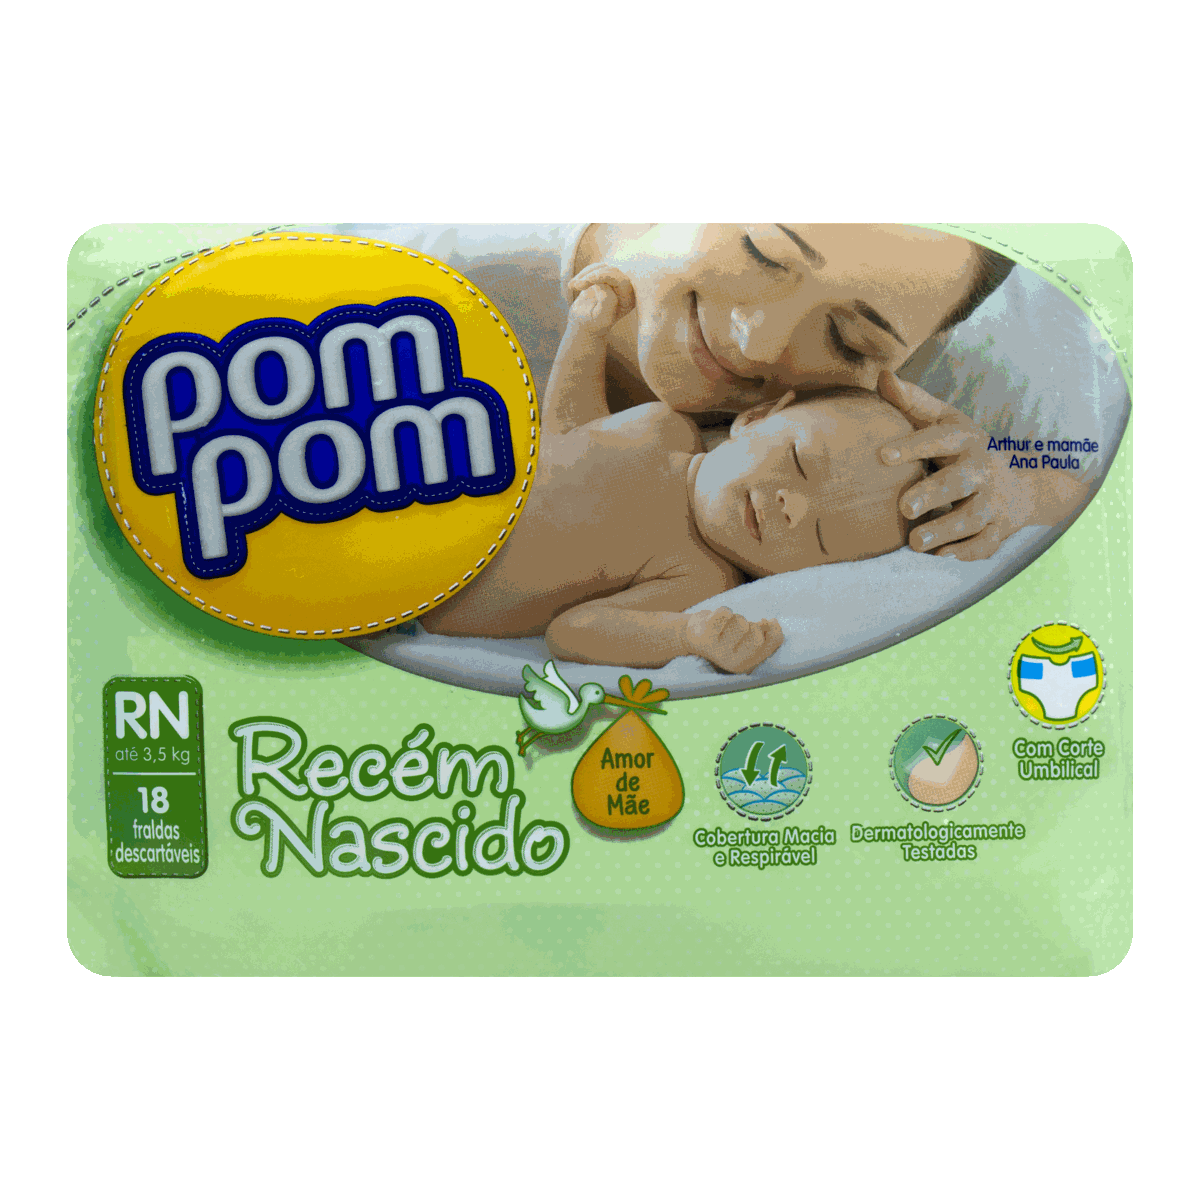 pom
pom
Arthur e mamãe
Ana Paula
RN
até 3,5 kg
18
fraldas
descartáveis
Recém
Nascido
Amor
de
Mãe
Cobertura Macia
e Respirável
Dermatologicamente
Testadas
Com Corte
Umbilical